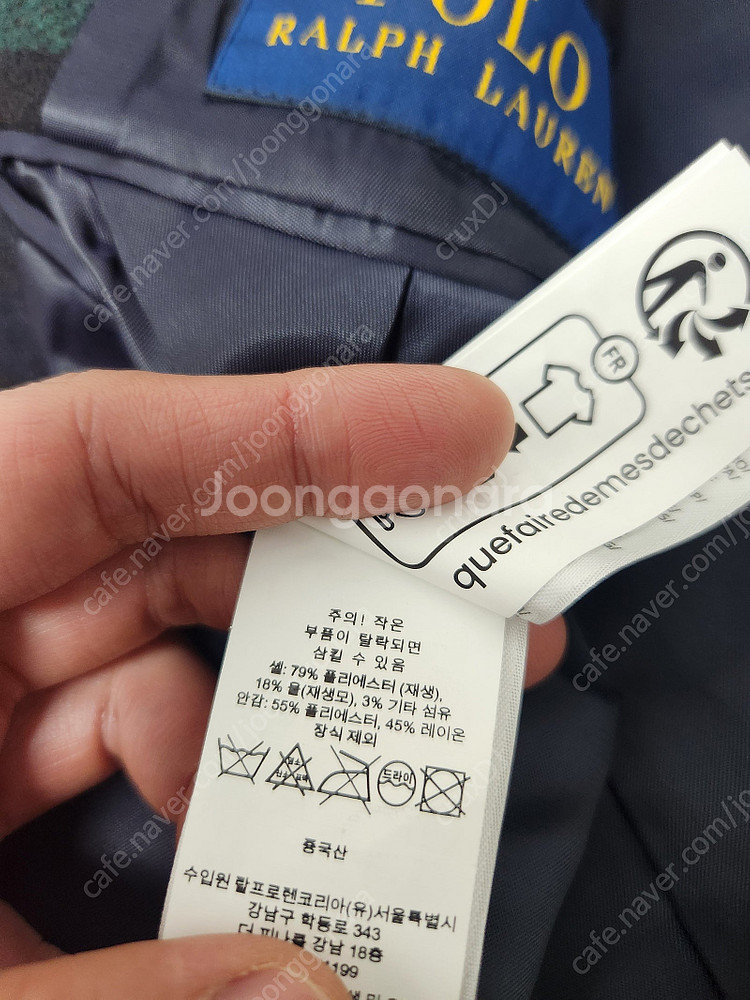 POLO
RALPH LAUREN
FR
quefairedemesdechets
주의! 작은
부품이 탈락되면
삼킬 수 있음
셀: 79% 폴리에스터 (재생),
18% 울(재생모), 3% 기타 섬유
안감: 55% 폴리에스터, 45% 레이온
장식 제외
드라이
중국산
수입원 랄프로렌코리아(유)서울특별시
강남구 학동로 343
더 피나클 강남 18층
1199
Joonggonara
cafe.naver.com/joonggonara
cruxDJ